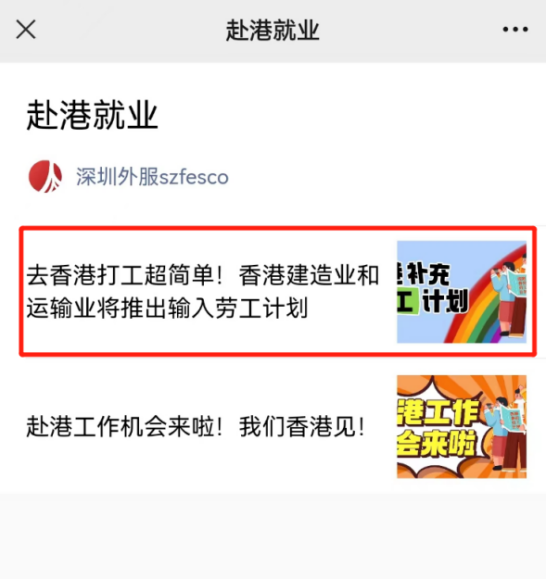 赴港就业
赴港就业
深圳外服szfesco
去香港打工超简单！香港建造业和
运输业将推出输入劳工计划
补充
工计划
赴港工作机会来啦！我们香港见！
港工作
会来啦